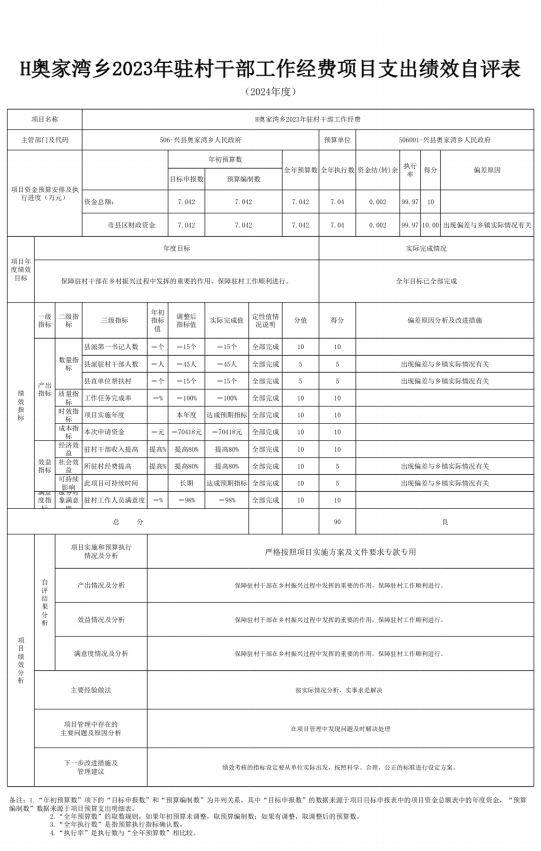 H奥家湾乡2023年驻村干部工作经费项目支出绩效自评表
（2024年度）
项目名称 H奥家湾乡2023年驻村干部工作经费
主管部门及代码 506-兴县奥家湾乡人民政府 预算单位 506001-兴县奥家湾乡人民政府
项目资金预算安排及执行进度（万元） 年初预算数 全年预算数 全年执行数 资金结(转)余 执行率 得分 偏差原因
目标申报数 预算编制数
资金总额: 7.042 7.042 7.042 7.04 0.002 99.97 10
市县区财政资金 7.042 7.042 7.042 7.04 0.002 99.97 10.00 出现偏差与乡镇实际情况有关
项目年度绩效目标 年度目标 实际完成情况
保障驻村干部在乡村振兴过程中发挥的重要的作用，保障驻村工作顺利进行。 全年目标已全部完成
绩效指标 一级指标 二级指标 三级指标 年初指标值 调整后指标值 实际完成值 定性值情况说明 分值 得分 偏差原因分析及改进措施
产出指标 数量指标 县派第一书记人数 =个 =15个 =15个 全部完成 10 10
县派驻村干部人数 =人 =45人 =45人 全部完成 5 5 出现偏差与乡镇实际情况有关
县直单位帮扶村 =个 =15个 =15个 全部完成 5 5 出现偏差与乡镇实际情况有关
质量指标 工作任务完成率 =% =100% =100% 全部完成 10 10
时效指标 项目实施年度 本年度 达成预期指标 全部完成 10 10
成本指标 本次申请资金 =元 =70418元 =70418元 全部完成 10 10
效益指标 经济效益 驻村干部收入提高 提高% 提高80% 提高80% 全部完成 10 10
社会效益 所驻村经费提高 提高% 提高80% 提高80% 全部完成 10 5 出现偏差与乡镇实际情况有关
可持续影响 此项目可持续时间 长期 达成预期指标 全部完成 10 5 出现偏差与乡镇实际情况有关
满意度指标 象满意 驻村工作人员满意度 =% =98% =98% 全部完成 10 10
总 分 90 良
项目绩效分析 自评结果分析 项目实施和预算执行情况及分析 严格按照项目实施方案及文件要求专款专用
产出情况及分析 保障驻村干部在乡村振兴过程中发挥的重要的作用，保障驻村工作顺利进行。
效益情况及分析 保障驻村干部在乡村振兴过程中发挥的重要的作用，保障驻村工作顺利进行。
满意度情况及分析 保障驻村干部在乡村振兴过程中发挥的重要的作用，保障驻村工作顺利进行。
主要经验做法 按实际情况分析，实事求是解决
项目管理中存在的主要问题及原因分析 在项目管理中发现问题及时解决处理
下一步改进措施及管理建议 绩效考核的指标设定要从单位实际出发，按照科学、合理、公正的标准进行设定方案。
备注：1.“年初预算数”项下的“目标申报数”和“预算编制数”为并列关系，其中“目标申报数”的数据来源于项目目标申报表中的项目资金总额表中的年度资金，“预算
编制数”数据来源于项目预算支出明细表。
2.“全年预算数”的取数规则，如果年初预算未调整，取预算编制数；如果有调整，取调整后的预算数。
3.“全年执行数”是指预算执行指标确认数。
4.“执行率”是执行数与“全年预算数”相比较。